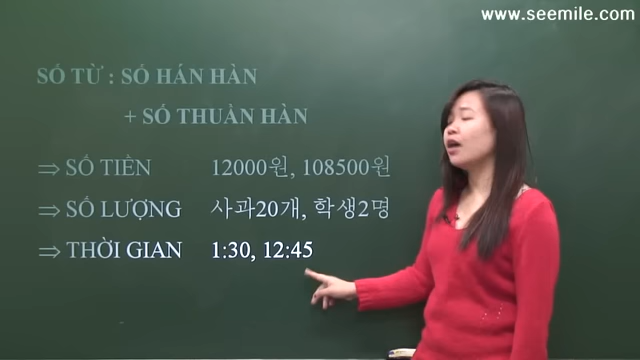 www.seemile.com
SỐ TỪ : SỐ HÁN HÀN
+ SỐ THUẦN HÀN
⇒ SỐ TIỀN 12000원, 108500원
⇒ SỐ LƯỢNG 사과20개, 학생2명
⇒ THỜI GIAN 1:30, 12:45